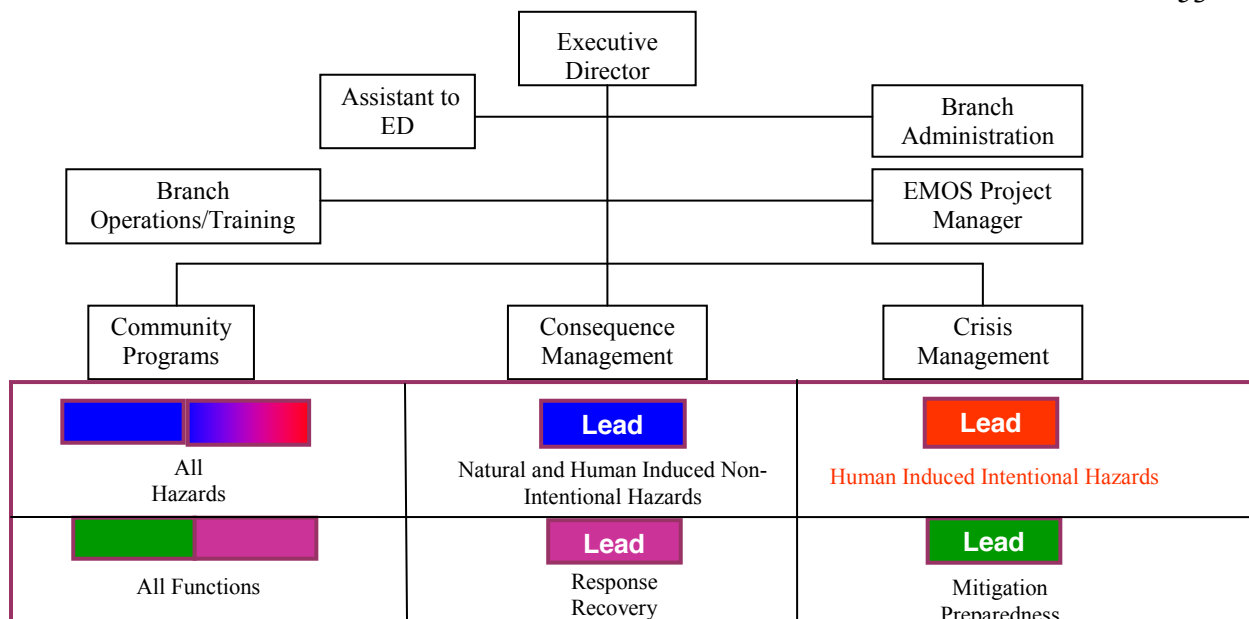 Executive
Director
Assistant to
ED
Branch
Administration
Branch
Operations/Training
EMOS Project
Manager
Community
Programs
Consequence
Management
Crisis
Management
Lead
Lead
All
Hazards
Natural and Human Induced Non-
Intentional Hazards
Human Induced Intentional Hazards
Lead
Lead
All Functions
Response
Recovery
Mitigation
Preparedness